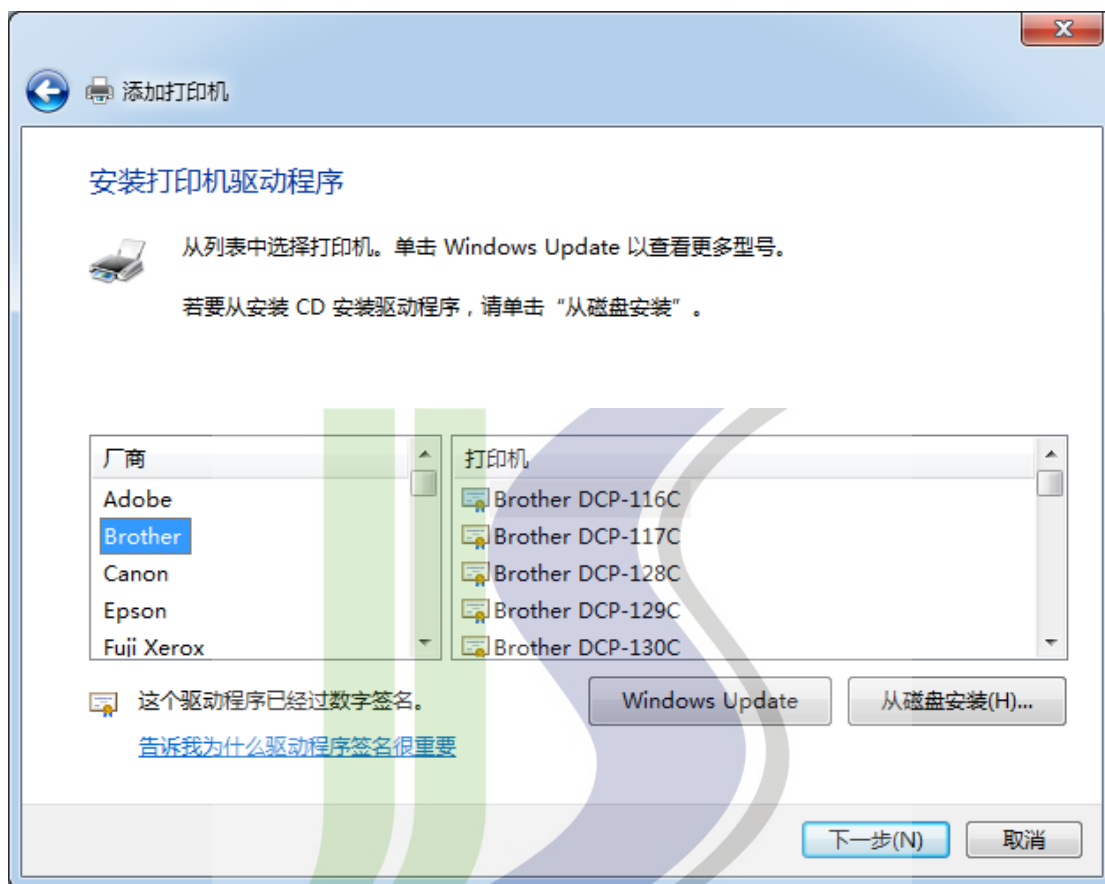 添加打印机
安装打印机驱动程序
从列表中选择打印机。单击 Windows Update 以查看更多型号。
若要从安装 CD 安装驱动程序，请单击“从磁盘安装”。
厂商
Adobe
Brother
Canon
Epson
Fuji Xerox
打印机
Brother DCP-116C
Brother DCP-117C
Brother DCP-128C
Brother DCP-129C
Brother DCP-130C
这个驱动程序已经过数字签名。
告诉我为什么驱动程序签名很重要
Windows Update
从磁盘安装(H)...
下一步(N)
取消